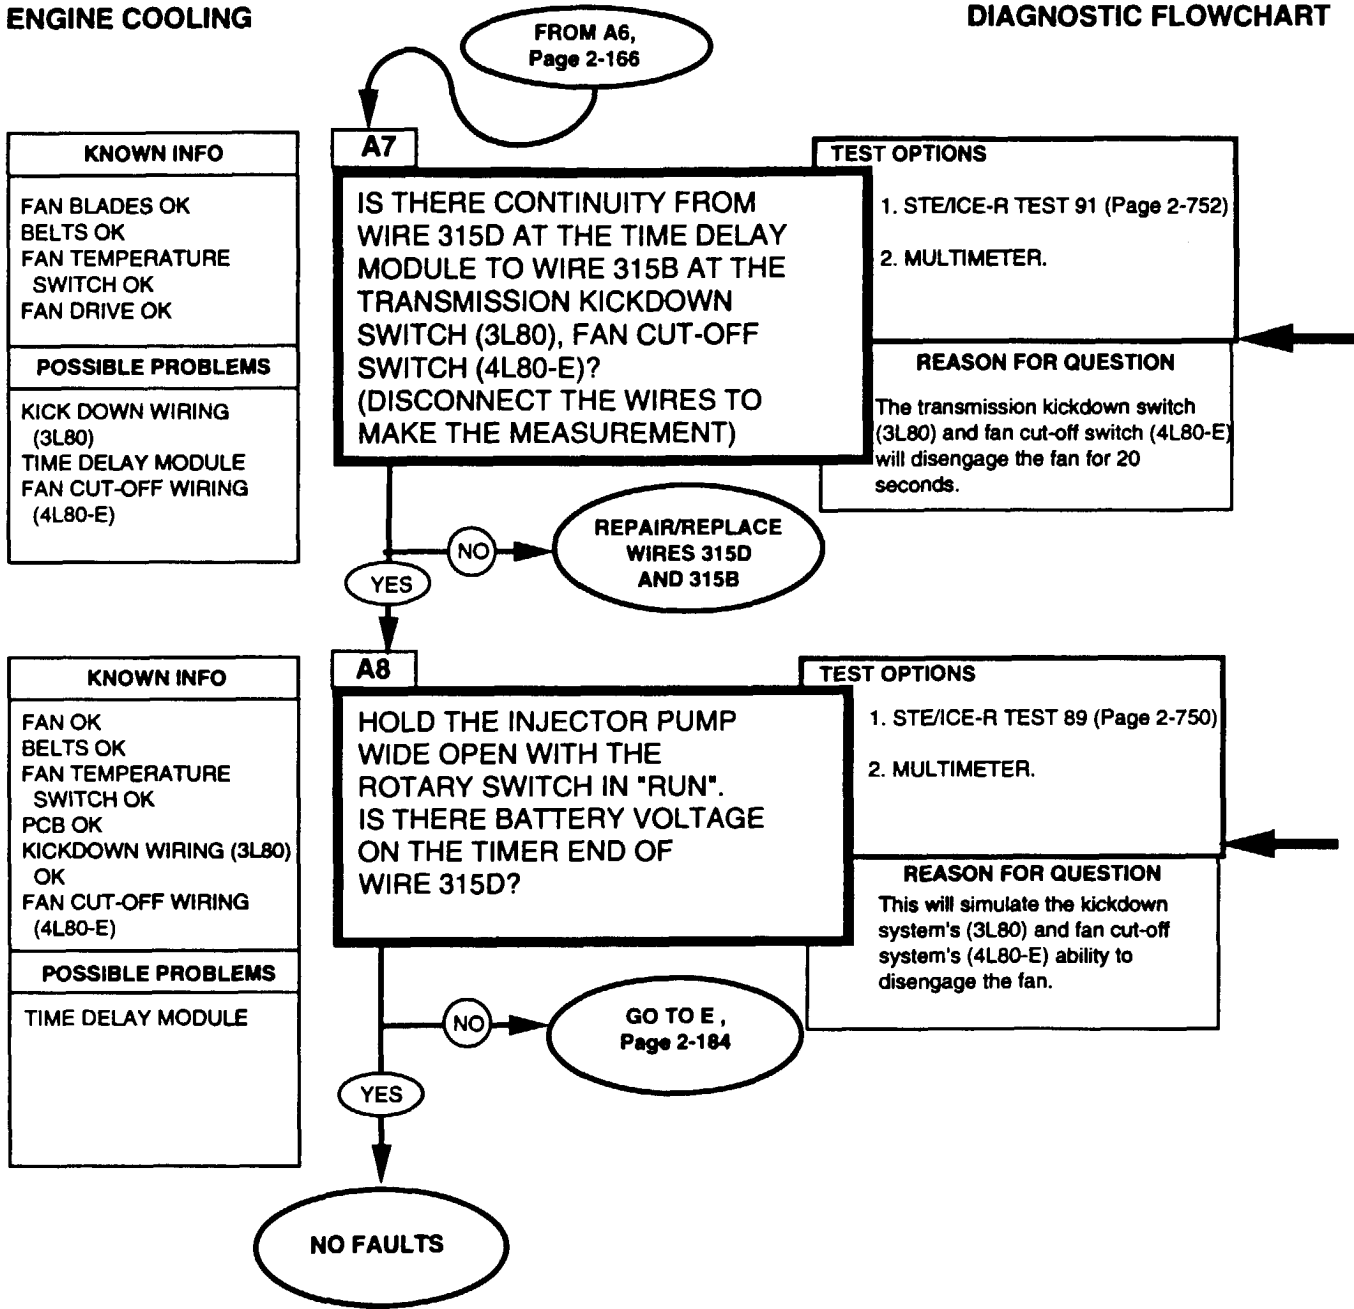 ENGINE COOLING
DIAGNOSTIC FLOWCHART
FROM A6,
Page 2-166
KNOWN INFO
FAN BLADES OK
BELTS OK
FAN TEMPERATURE
SWITCH OK
FAN DRIVE OK
POSSIBLE PROBLEMS
KICK DOWN WIRING
(3L80)
TIME DELAY MODULE
FAN CUT-OFF WIRING
(4L80-E)
A7
IS THERE CONTINUITY FROM
WIRE 315D AT THE TIME DELAY
MODULE TO WIRE 315B AT THE
TRANSMISSION KICKDOWN
SWITCH (3L80), FAN CUT-OFF
SWITCH (4L80-E)?
(DISCONNECT THE WIRES TO
MAKE THE MEASUREMENT)
TEST OPTIONS
1. STE/ICE-R TEST 91 (Page 2-752)
2. MULTIMETER.
REASON FOR QUESTION
The transmission kickdown switch
(3L80) and fan cut-off switch (4L80-E)
will disengage the fan for 20
seconds.
NO
REPAIR/REPLACE
WIRES 315D
AND 315B
YES
KNOWN INFO
FAN OK
BELTS OK
FAN TEMPERATURE
SWITCH OK
PCB OK
KICKDOWN WIRING (3L80)
OK
FAN CUT-OFF WIRING
(4L80-E)
POSSIBLE PROBLEMS
TIME DELAY MODULE
A8
HOLD THE INJECTOR PUMP
WIDE OPEN WITH THE
ROTARY SWITCH IN "RUN".
IS THERE BATTERY VOLTAGE
ON THE TIMER END OF
WIRE 315D?
TEST OPTIONS
1. STE/ICE-R TEST 89 (Page 2-750)
2. MULTIMETER.
REASON FOR QUESTION
This will simulate the kickdown
system's (3L80) and fan cut-off
system's (4L80-E) ability to
disengage the fan.
NO
GO TO E ,
Page 2-184
YES
NO FAULTS